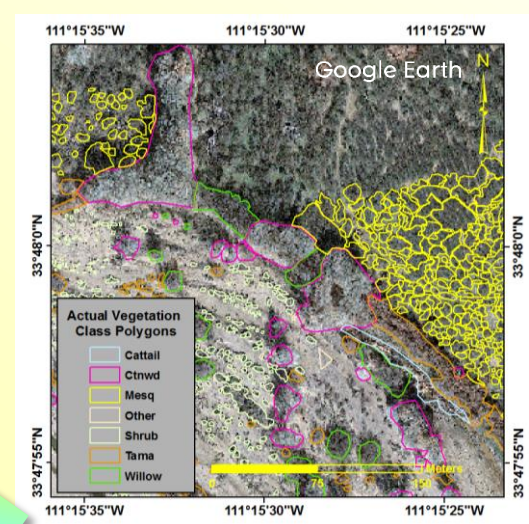 111°15'35"W 111°15'30"W 111°15'25"W
Google Earth
N
33°48'0"N 33°48'0"N
Actual Vegetation
Class Polygons
Cattail
Ctnwd
Mesq
Other
Shrub
Tama
Willow
Meters
0 75 150
33°47'55"N 33°47'55"N
111°15'35"W 111°15'30"W 111°15'25"W